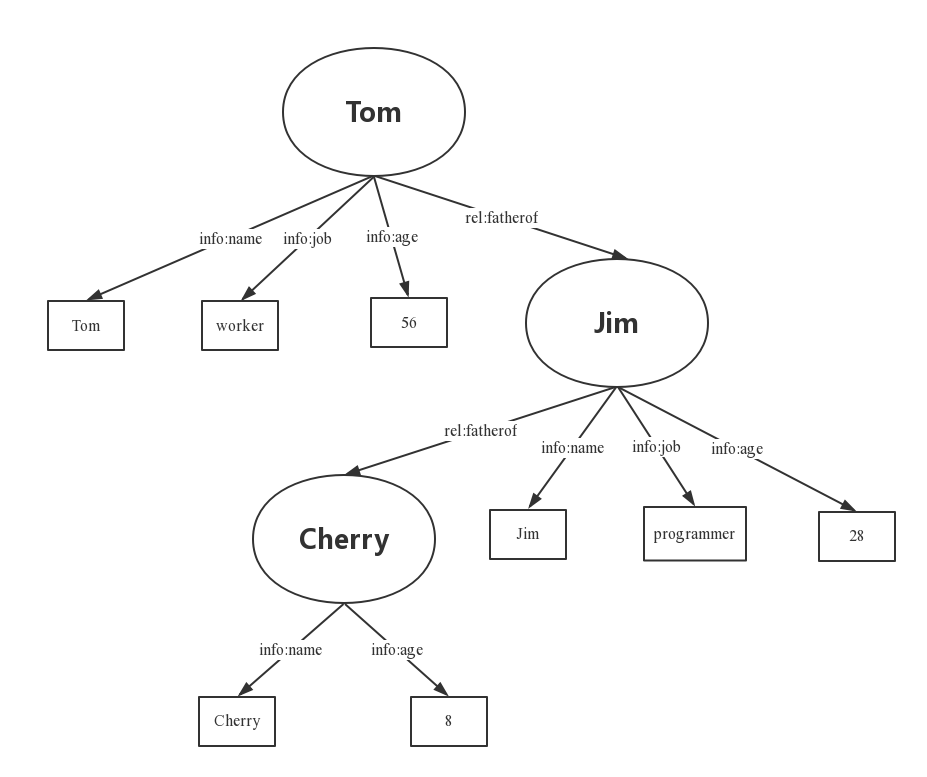 Tom
rel:fatherof
info:name
info:job
info:age
Tom
worker
56
Jim
rel:fatherof
info:name
info:job
info:age
Cherry
Jim
programmer
28
info:name
info:age
Cherry
8